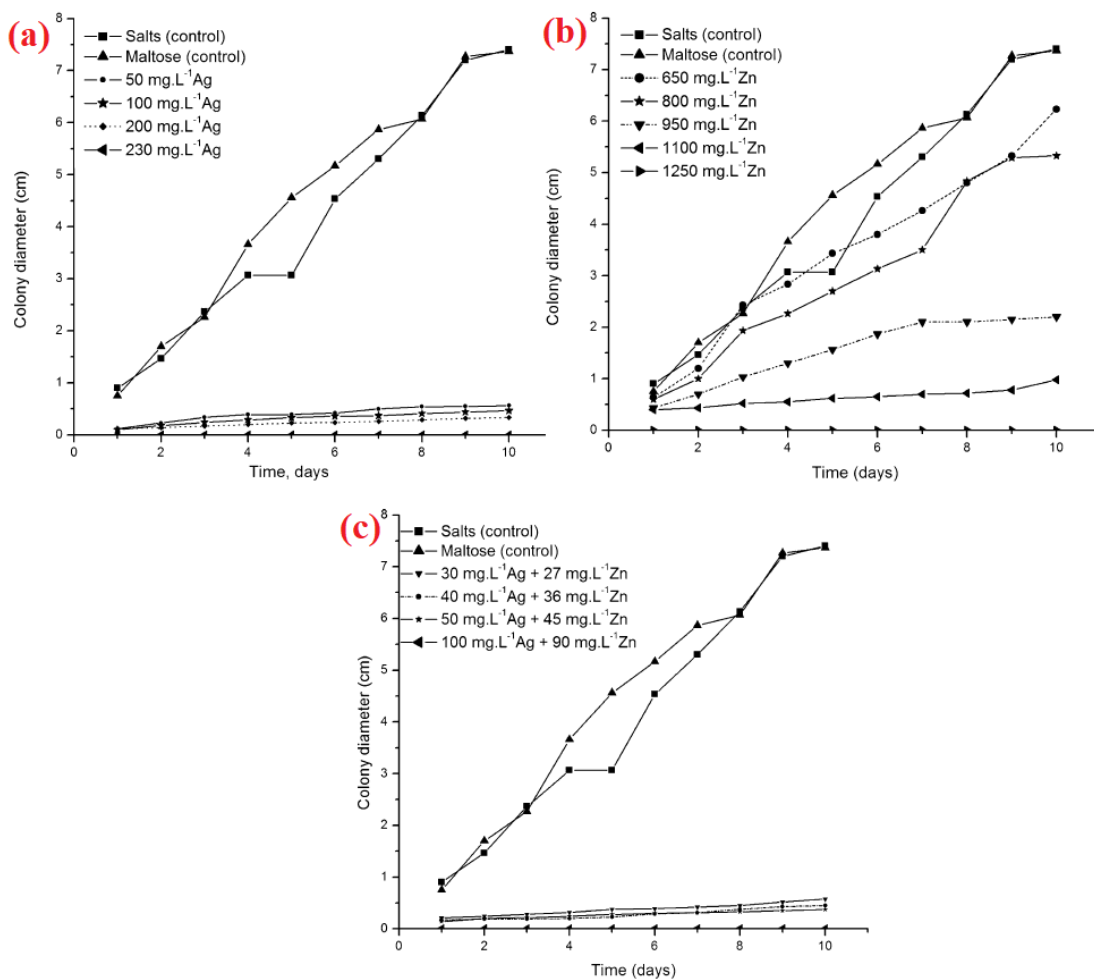 (a)
Salts (control)
Maltose (control)
50 mg.L⁻¹Ag
100 mg.L⁻¹Ag
200 mg.L⁻¹Ag
230 mg.L⁻¹Ag
Colony diameter (cm)
8
7
6
5
4
3
2
1
0
0 2 4 6 8 10
Time, days
(b)
Salts (control)
Maltose (control)
650 mg.L⁻¹Zn
800 mg.L⁻¹Zn
950 mg.L⁻¹Zn
1100 mg.L⁻¹Zn
1250 mg.L⁻¹Zn
Colony diameter (cm)
8
7
6
5
4
3
2
1
0
0 2 4 6 8 10
Time (days)
(c)
Salts (control)
Maltose (control)
30 mg.L⁻¹Ag + 27 mg.L⁻¹Zn
40 mg.L⁻¹Ag + 36 mg.L⁻¹Zn
50 mg.L⁻¹Ag + 45 mg.L⁻¹Zn
100 mg.L⁻¹Ag + 90 mg.L⁻¹Zn
Colony diameter (cm)
8
7
6
5
4
3
2
1
0
0 2 4 6 8 10
Time (days)